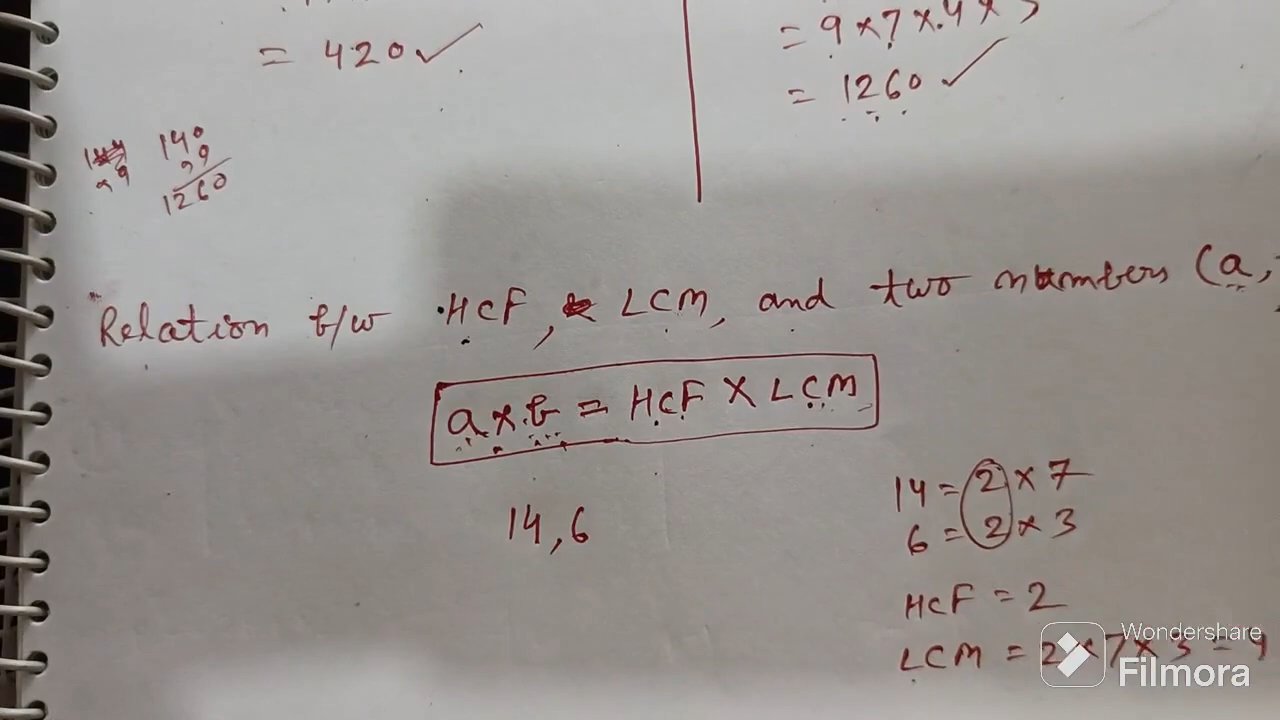 = 420 ✓
= 9 × 7 × 4 ×
= 1260 ✓
140
× 9
1260
Relation b/w HCF, LCM, and two numbers (a,
a × b = HCF × LCM
14, 6
14 = 2 × 7
6 = 2 × 3
HCF = 2
LCM = 2 × 7 × 3 =
Wondershare
Filmora